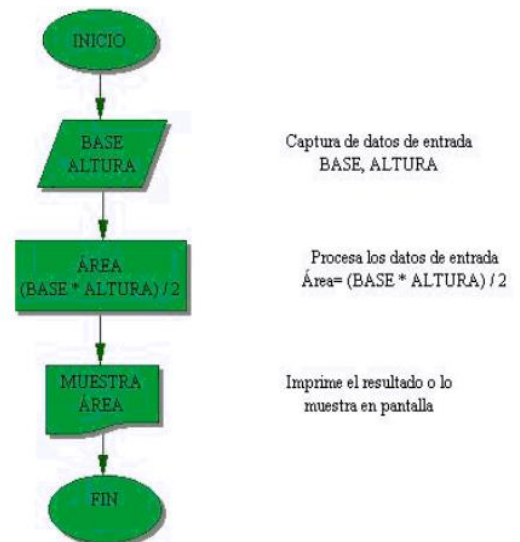 INICIO
BASE
ALTURA
Captura de datos de entrada
BASE, ALTURA
ÁREA
(BASE * ALTURA) / 2
Procesa los datos de entrada
Área= (BASE * ALTURA) / 2
MUESTRA
ÁREA
Imprime el resultado o lo
muestra en pantalla
FIN